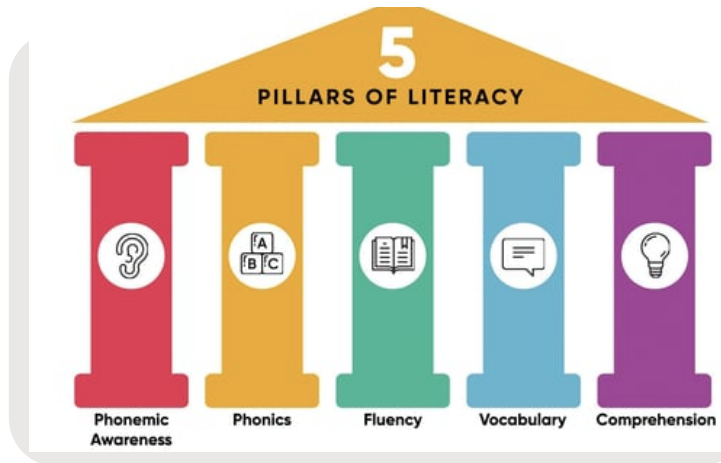 5
PILLARS OF LITERACY
A
B C
Phonemic
Awareness
Phonics
Fluency
Vocabulary
Comprehension